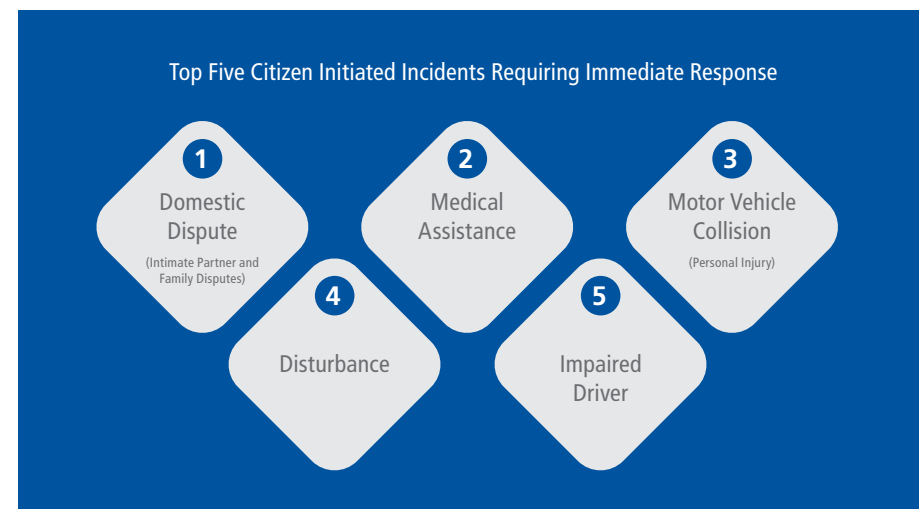 Top Five Citizen Initiated Incidents Requiring Immediate Response
1
Domestic
Dispute
(Intimate Partner and
Family Disputes)
2
Medical
Assistance
3
Motor Vehicle
Collision
(Personal Injury)
4
Disturbance
5
Impaired
Driver